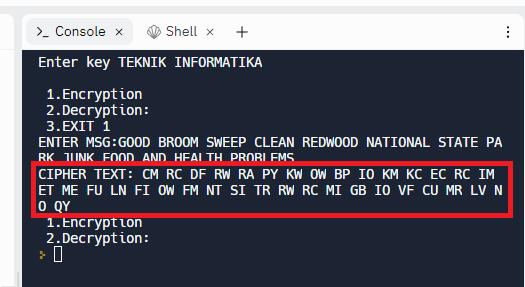 Console × Shell × +
Enter key TEKNIK INFORMATIKA
1.Encryption
2.Decryption:
3.EXIT 1
ENTER MSG:GOOD BROOM SWEEP CLEAN REDWOOD NATIONAL STATE PA
RK JUNK FOOD AND HEALTH PROBLEMS
CIPHER TEXT: CM RC DF RW RA PY KW OW BP IO KM KC EC RC IM
ET ME FU LN FI OW FM NT SI TR RW RC MI GB IO VF CU MR LV N
O QY
1.Encryption
2.Decryption: